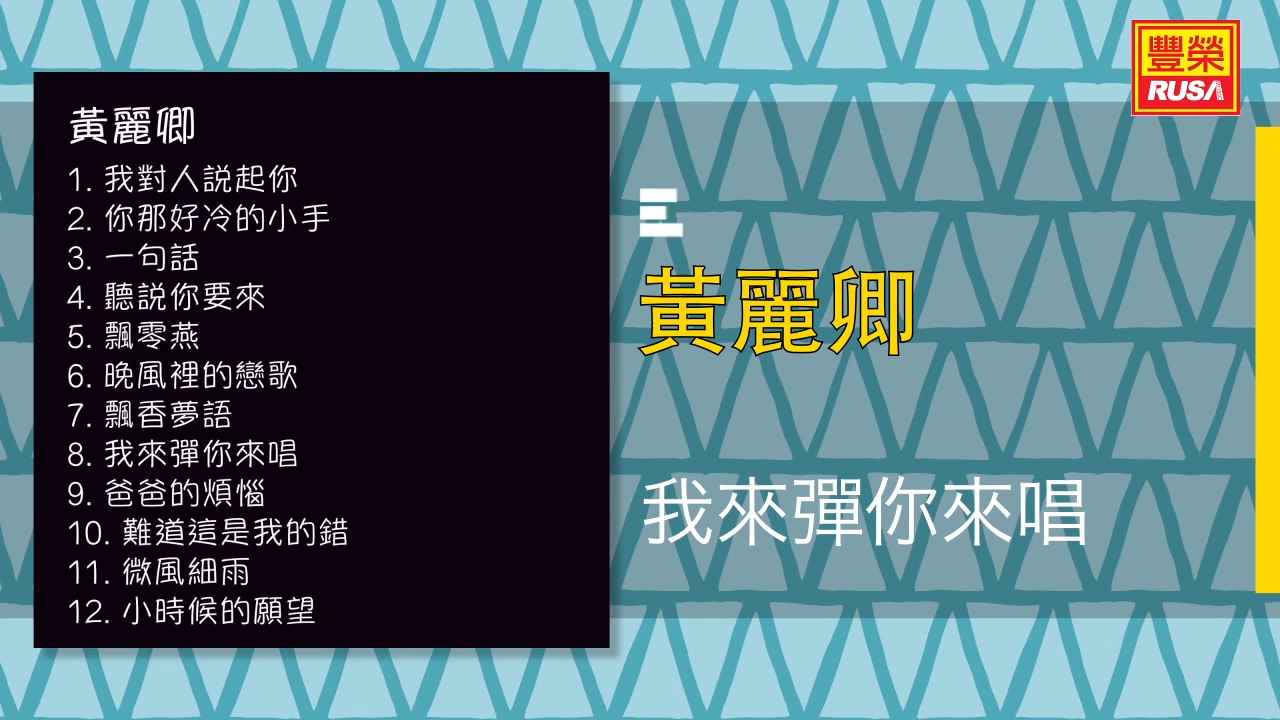 黃麗卿
1. 我對人説起你
2. 你那好冷的小手
3. 一句話
4. 聽説你要來
5. 飄零燕
6. 晚風裡的戀歌
7. 飄香夢語
8. 我來彈你來唱
9. 爸爸的煩惱
10. 難道這是我的錯
11. 微風細雨
12. 小時候的願望
豐榮
RUSA
黃麗卿
我來彈你來唱